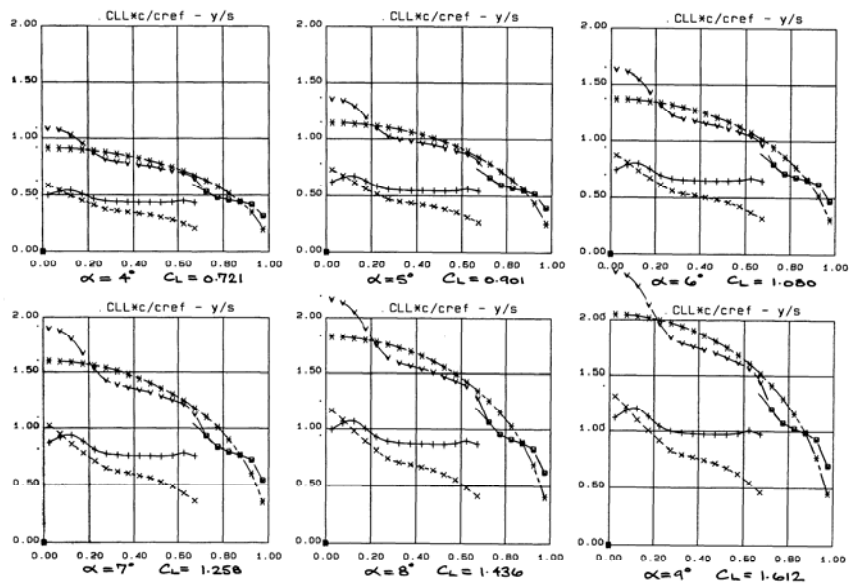 CLL*c/cref - y/s
CLL*c/cref - y/s
CLL*c/cref - y/s
2.00
2.00
2.00
1.50
1.50
1.50
1.00
1.00
1.00
0.50
0.50
0.50
0.00
0.00
0.00
0.00 0.20 0.40 0.60 0.80 1.00
0.00 0.20 0.40 0.60 0.80 1.00
0.00 0.20 0.40 0.60 0.80 1.00
α = 4° CL = 0.721
α = 5° CL = 0.901
α = 6° CL = 1.080
CLL*c/cref - y/s
CLL*c/cref - y/s
CLL*c/cref - y/s
2.00
2.00
2.00
1.50
1.50
1.50
1.00
1.00
1.00
0.50
0.50
0.50
0.00
0.00
0.00
0.00 0.20 0.40 0.60 0.80 1.00
0.00 0.20 0.40 0.60 0.80 1.00
0.00 0.20 0.40 0.60 0.80 1.00
α = 7° CL = 1.258
α = 8° CL = 1.436
α = 9° CL = 1.612